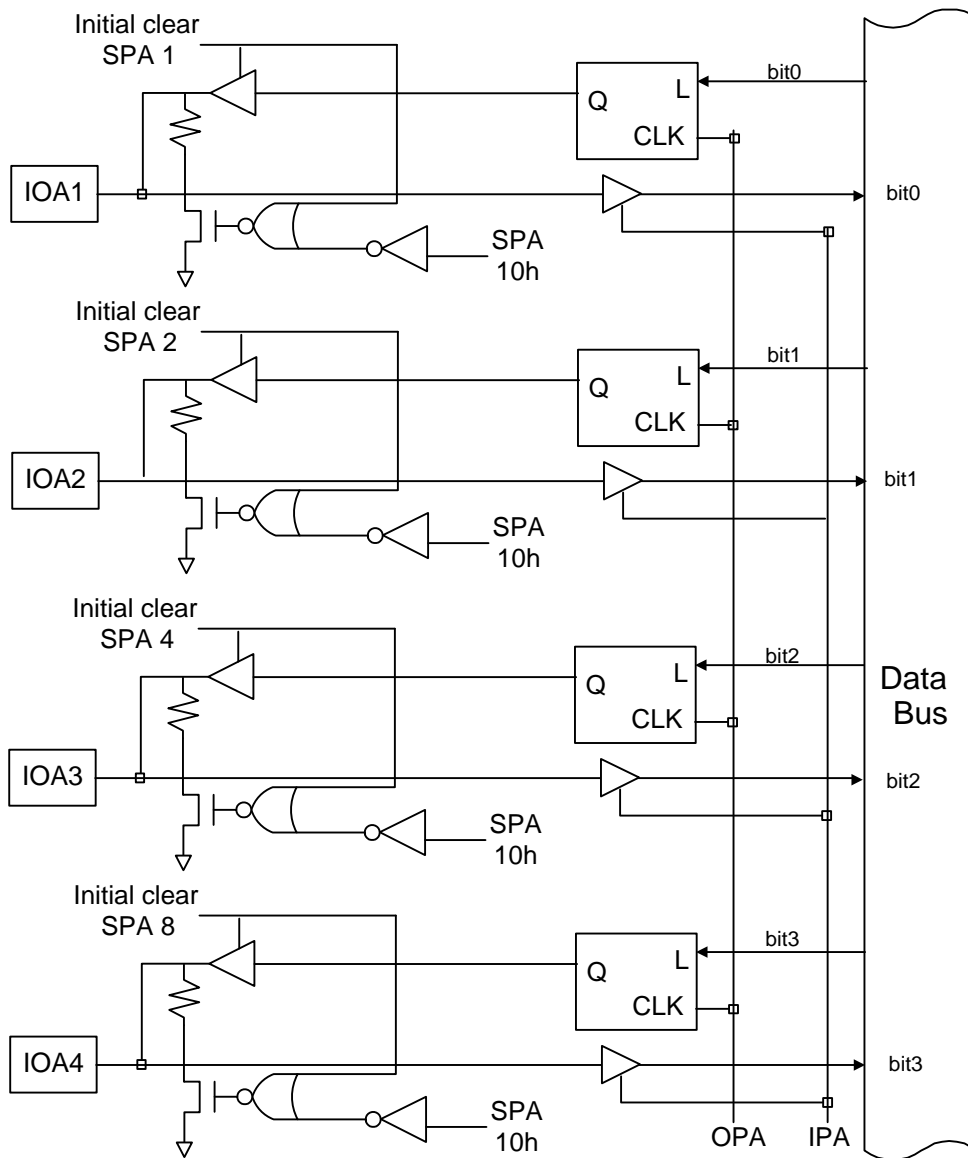 Initial clear
SPA 1
Q
L
CLK
bit0
IOA1
bit0
SPA
10h
Initial clear
SPA 2
Q
L
CLK
bit1
IOA2
bit1
SPA
10h
Initial clear
SPA 4
Q
L
CLK
bit2
Data
Bus
IOA3
bit2
SPA
10h
Initial clear
SPA 8
Q
L
CLK
bit3
IOA4
bit3
SPA
10h
OPA
IPA